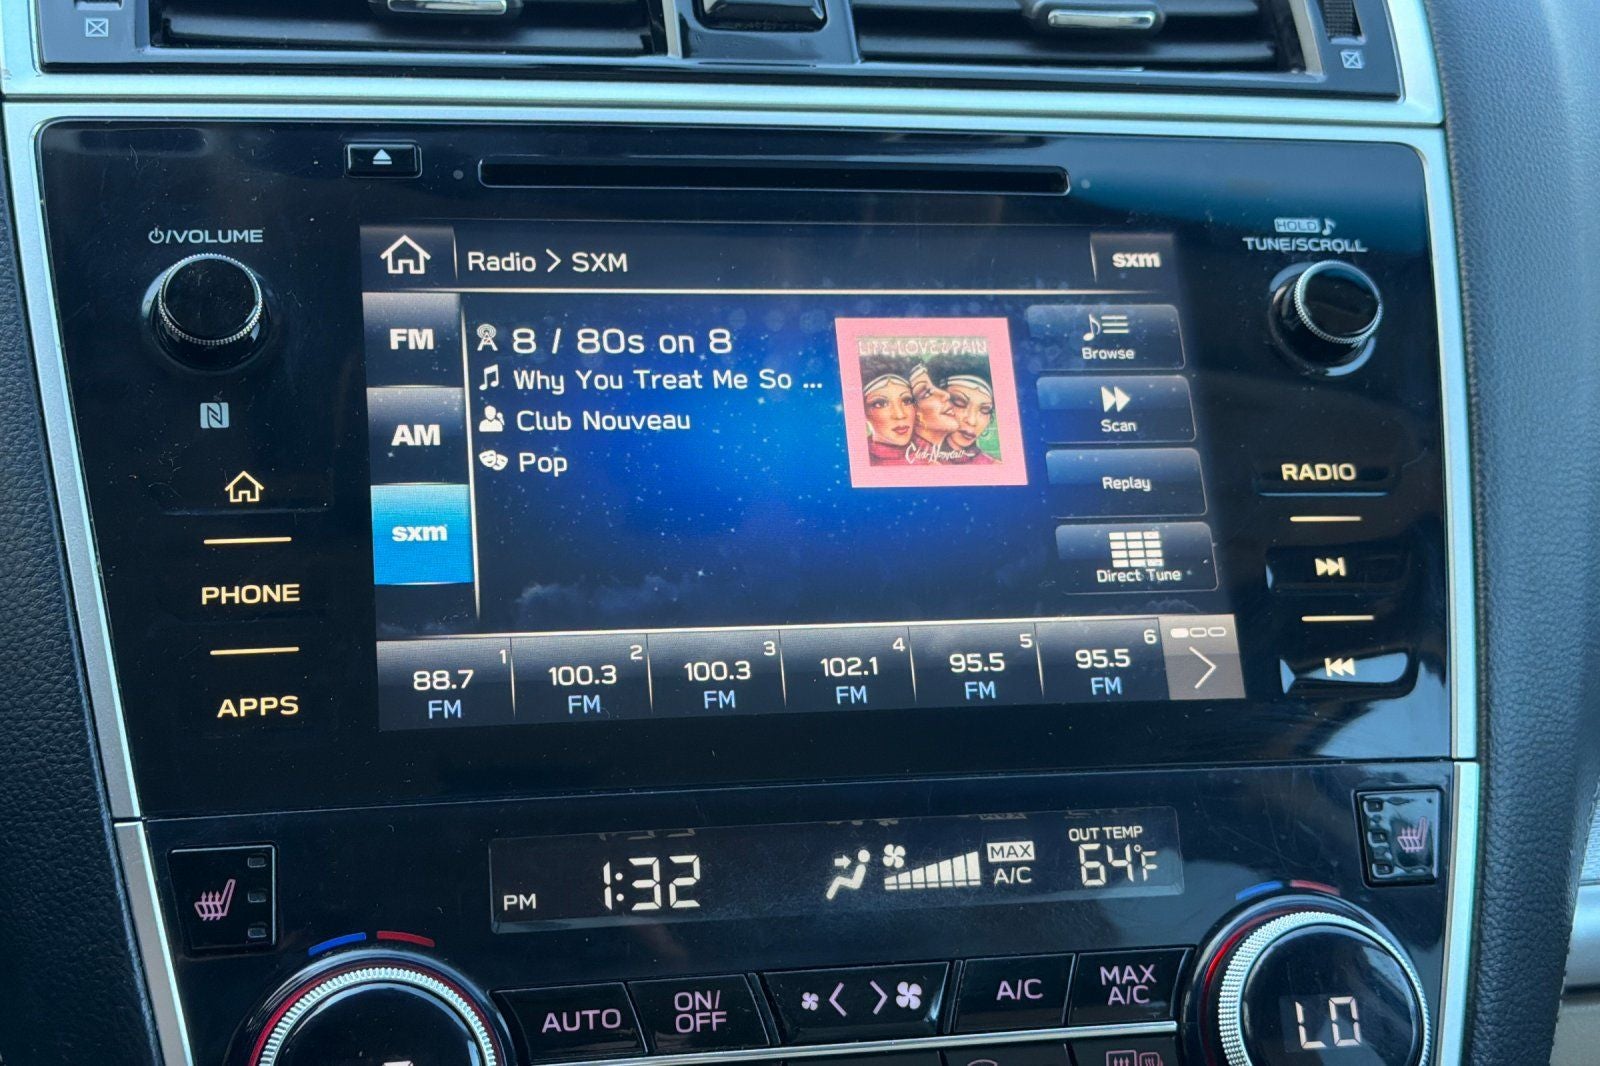 ⏻/VOLUME
HOLD
TUNE/SCROLL
Radio > SXM
sxm
FM
AM
sxm
8 / 80s on 8
Why You Treat Me So ...
Club Nouveau
Pop
LIFE, LOVE & PAIN
Club Nouveau
Browse
Scan
Replay
Direct Tune
PHONE
APPS
RADIO
1
88.7
FM
2
100.3
FM
3
100.3
FM
4
102.1
FM
5
95.5
FM
6
95.5
FM
PM 1:32
MAX
A/C
OUT TEMP
64°F
AUTO
ON/
OFF
A/C
MAX
A/C
LO